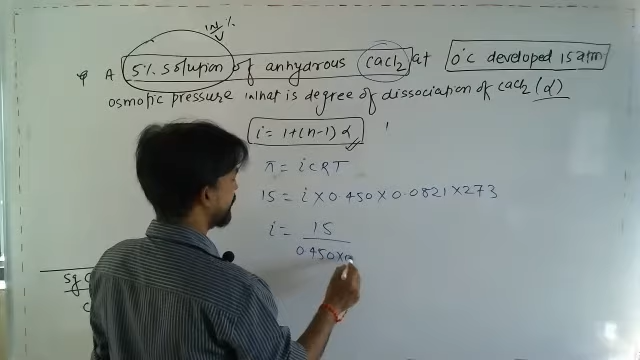 W/V %
A 5% solution of anhydrous CaCl2 at 0°C developed 15 atm
osmotic pressure what is degree of dissociation of CaCl2 (α)
i = 1+(n-1) α
π = i C R T
15 = i × 0.450 × 0.0821 × 273
i = 15
0.450 ×